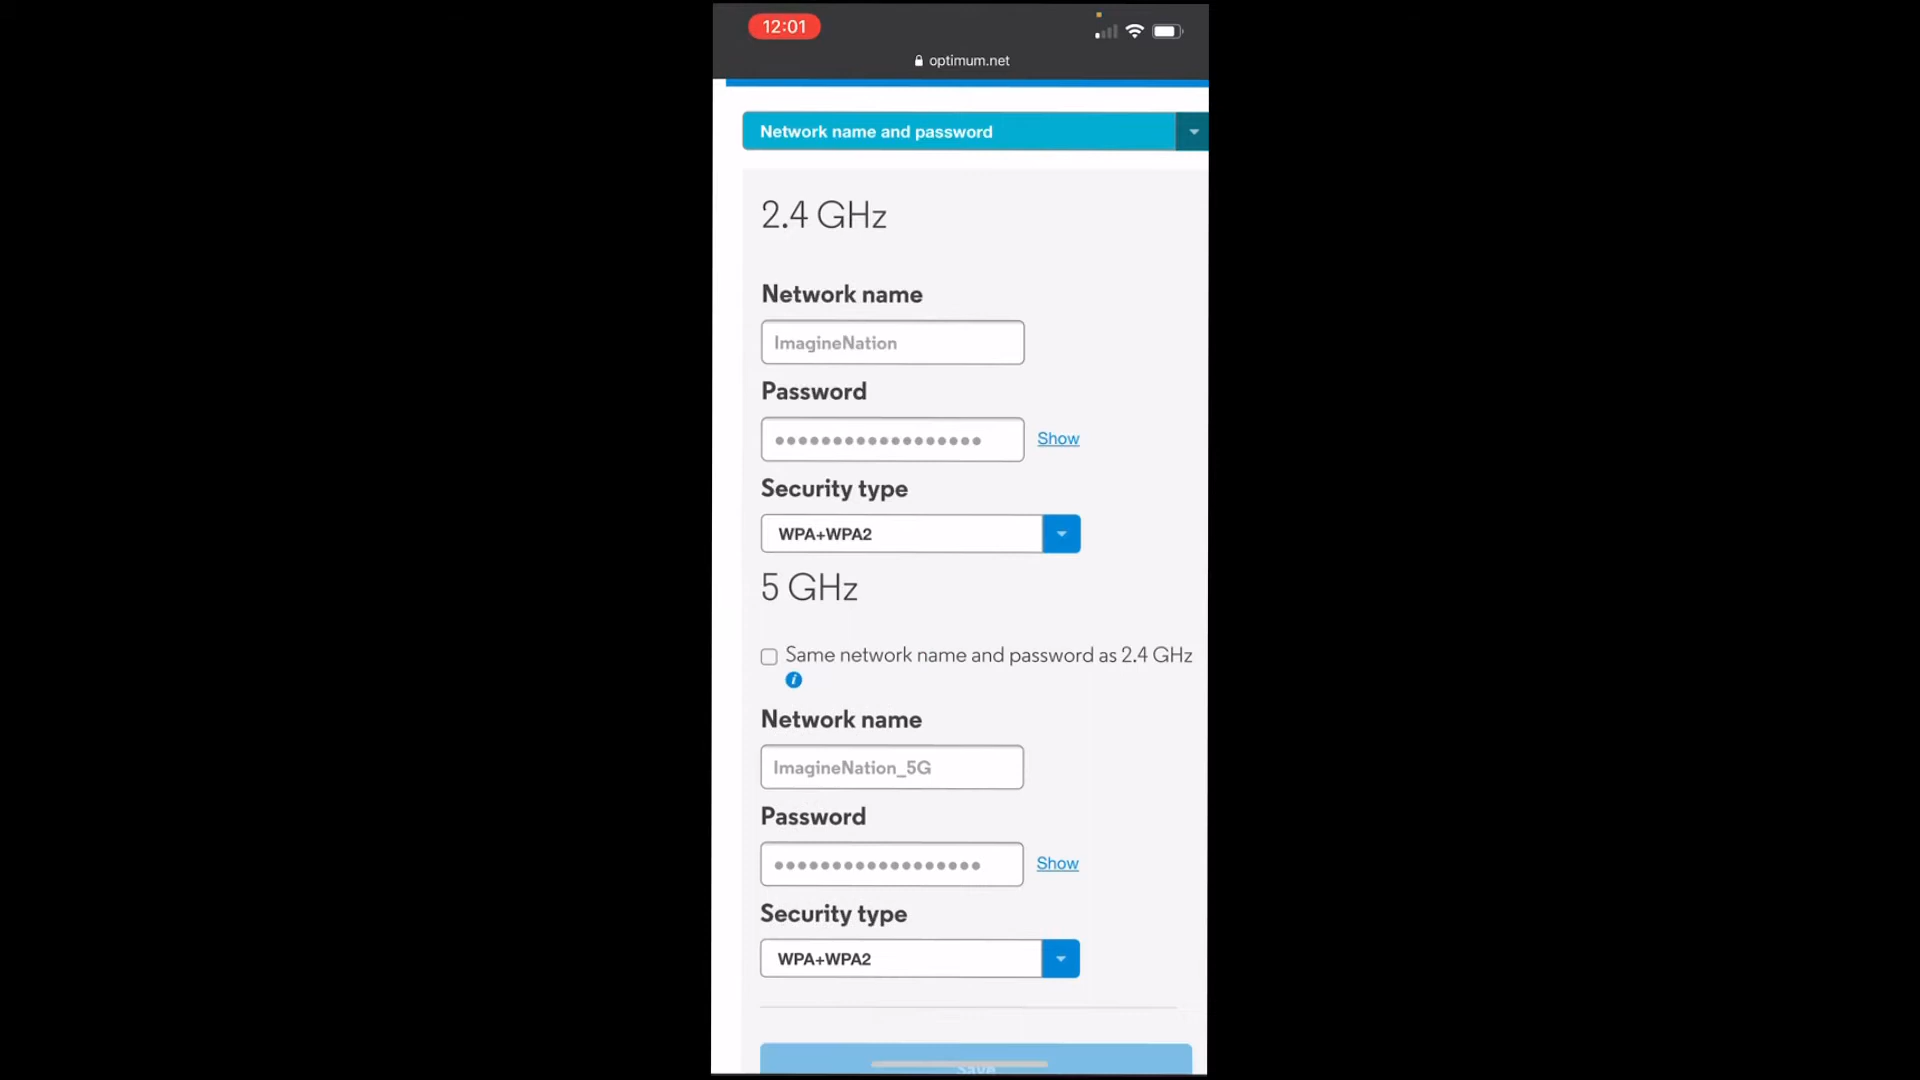 12:01
optimum.net
Network name and password
2.4 GHz
Network name
ImagineNation
Password
••••••••••••••••••
Show
Security type
WPA+WPA2
5 GHz
Same network name and password as 2.4 GHz
i
Network name
ImagineNation_5G
Password
••••••••••••••••••
Show
Security type
WPA+WPA2
Save